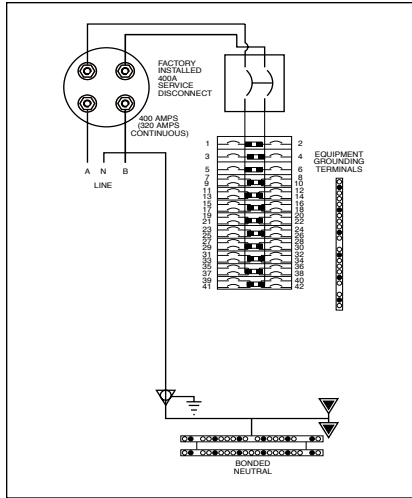 FACTORY
INSTALLED
400A
SERVICE
DISCONNECT
400 AMPS
(320 AMPS
CONTINUOUS)
A N B
LINE
EQUIPMENT
GROUNDING
TERMINALS
1 2
3 4
5 6
7 8
9 10
11 12
13 14
15 16
17 18
19 20
21 22
23 24
25 26
27 28
29 30
31 32
33 34
35 36
37 38
39 40
41 42
BONDED
NEUTRAL